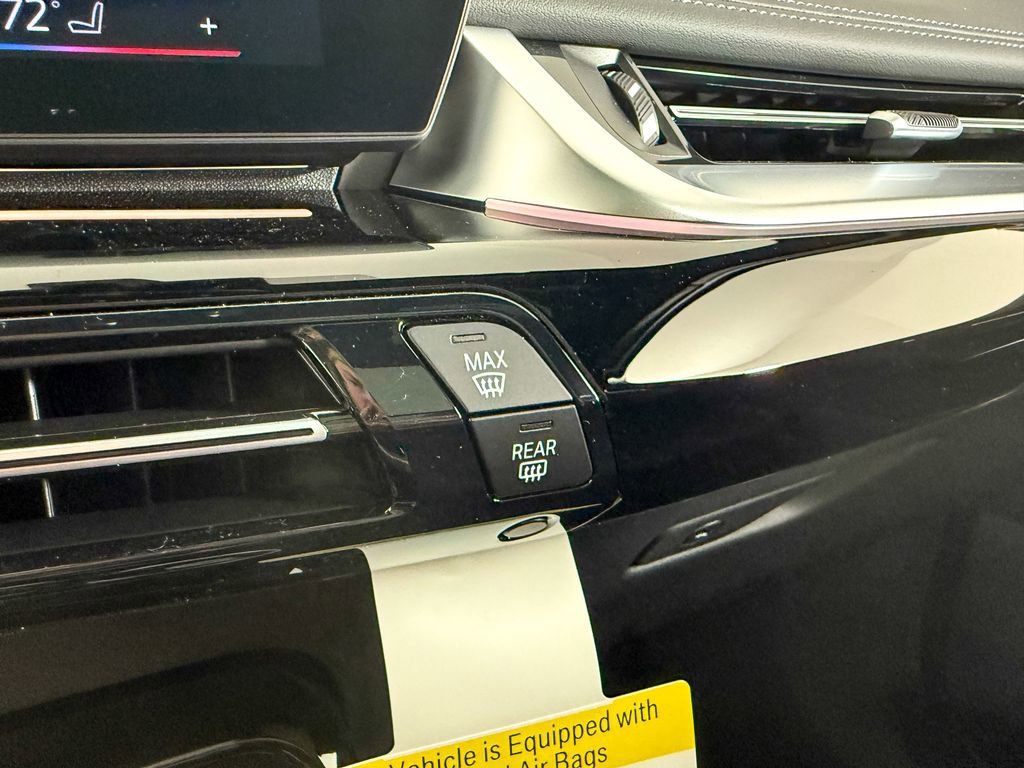 72°
+
MAX
REAR
Vehicle is Equipped with
Air Bags